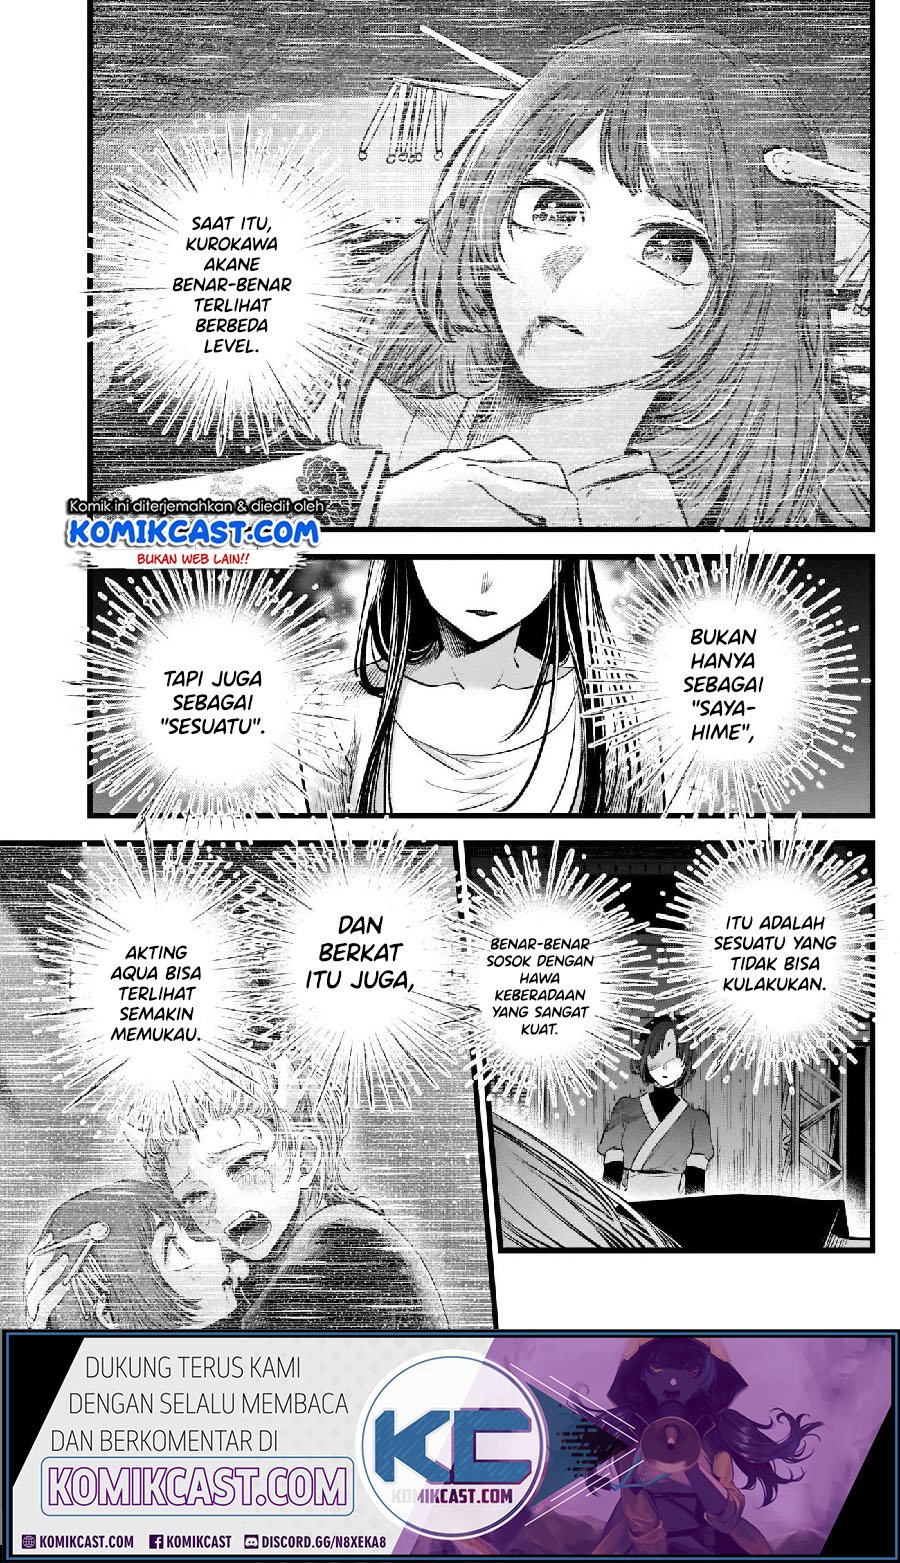 SAAT ITU,
KUROKAWA
AKANE
BENAR-BENAR
TERLIHAT
BERBEDA
LEVEL.
Komik ini diterjemahkan & diedit oleh
KOMIKCAST.COM
BUKAN WEB LAIN!!
BUKAN
HANYA
SEBAGAI
"SAYA-
HIME",
TAPI JUGA
SEBAGAI
"SESUATU".
ITU ADALAH
SESUATU YANG
TIDAK BISA
KULAKUKAN.
BENAR-BENAR
SOSOK DENGAN
HAWA
KEBERADAAN
YANG SANGAT
KUAT.
DAN
BERKAT
ITU JUGA,
AKTING
AQUA BISA
TERLIHAT
SEMAKIN
MEMUKAU.
DUKUNG TERUS KAMI
DENGAN SELALU MEMBACA
DAN BERKOMENTAR DI
KOMIKCAST.COM
KC
KOMIKCAST.COM
KOMIKCAST.COM KOMIKCAST DISCORD.GG/N8XEKA8